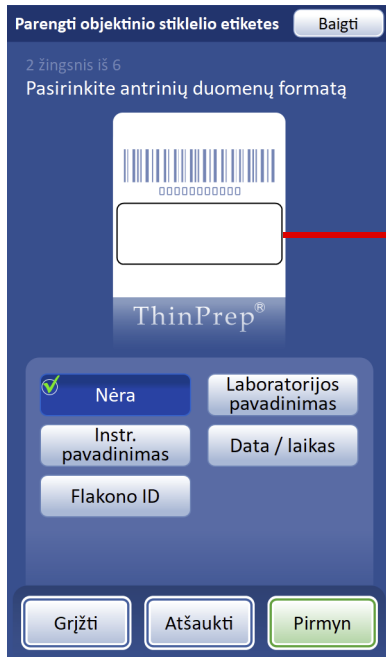 Parengti objektinio stiklelio etiketes
Baigti
2 žingsnis iš 6
Pasirinkite antrinių duomenų formatą
00000000000
ThinPrep®
Nėra
Laboratorijos
pavadinimas
Instr.
pavadinimas
Data / laikas
Flakono ID
Grįžti
Atšaukti
Pirmyn